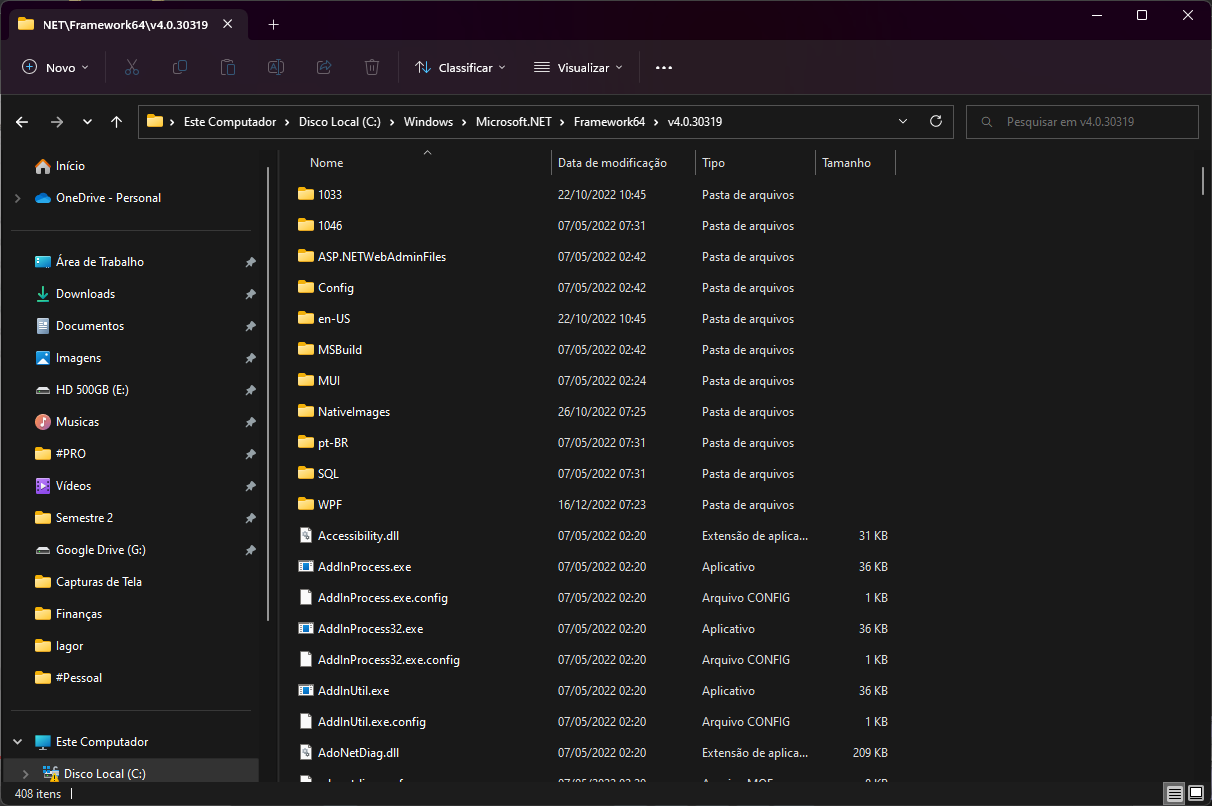 NET\Framework64\v4.0.30319
Novo
Classificar
Visualizar
Este Computador > Disco Local (C:) > Windows > Microsoft.NET > Framework64 > v4.0.30319
Pesquisar em v4.0.30319
Início
OneDrive - Personal
Área de Trabalho
Downloads
Documentos
Imagens
HD 500GB (E:)
Musicas
#PRO
Vídeos
Semestre 2
Google Drive (G:)
Capturas de Tela
Finanças
Iagor
#Pessoal
Este Computador
Disco Local (C:)
Nome Data de modificação Tipo Tamanho
1033 22/10/2022 10:45 Pasta de arquivos
1046 07/05/2022 07:31 Pasta de arquivos
ASP.NETWebAdminFiles 07/05/2022 02:42 Pasta de arquivos
Config 07/05/2022 02:42 Pasta de arquivos
en-US 22/10/2022 10:45 Pasta de arquivos
MSBuild 07/05/2022 02:42 Pasta de arquivos
MUI 07/05/2022 02:24 Pasta de arquivos
NativeImages 26/10/2022 07:25 Pasta de arquivos
pt-BR 07/05/2022 07:31 Pasta de arquivos
SQL 07/05/2022 07:31 Pasta de arquivos
WPF 16/12/2022 07:23 Pasta de arquivos
Accessibility.dll 07/05/2022 02:20 Extensão de aplica... 31 KB
AddInProcess.exe 07/05/2022 02:20 Aplicativo 36 KB
AddInProcess.exe.config 07/05/2022 02:20 Arquivo CONFIG 1 KB
AddInProcess32.exe 07/05/2022 02:20 Aplicativo 36 KB
AddInProcess32.exe.config 07/05/2022 02:20 Arquivo CONFIG 1 KB
AddInUtil.exe 07/05/2022 02:20 Aplicativo 36 KB
AddInUtil.exe.config 07/05/2022 02:20 Arquivo CONFIG 1 KB
AdoNetDiag.dll 07/05/2022 02:20 Extensão de aplica... 209 KB
408 itens